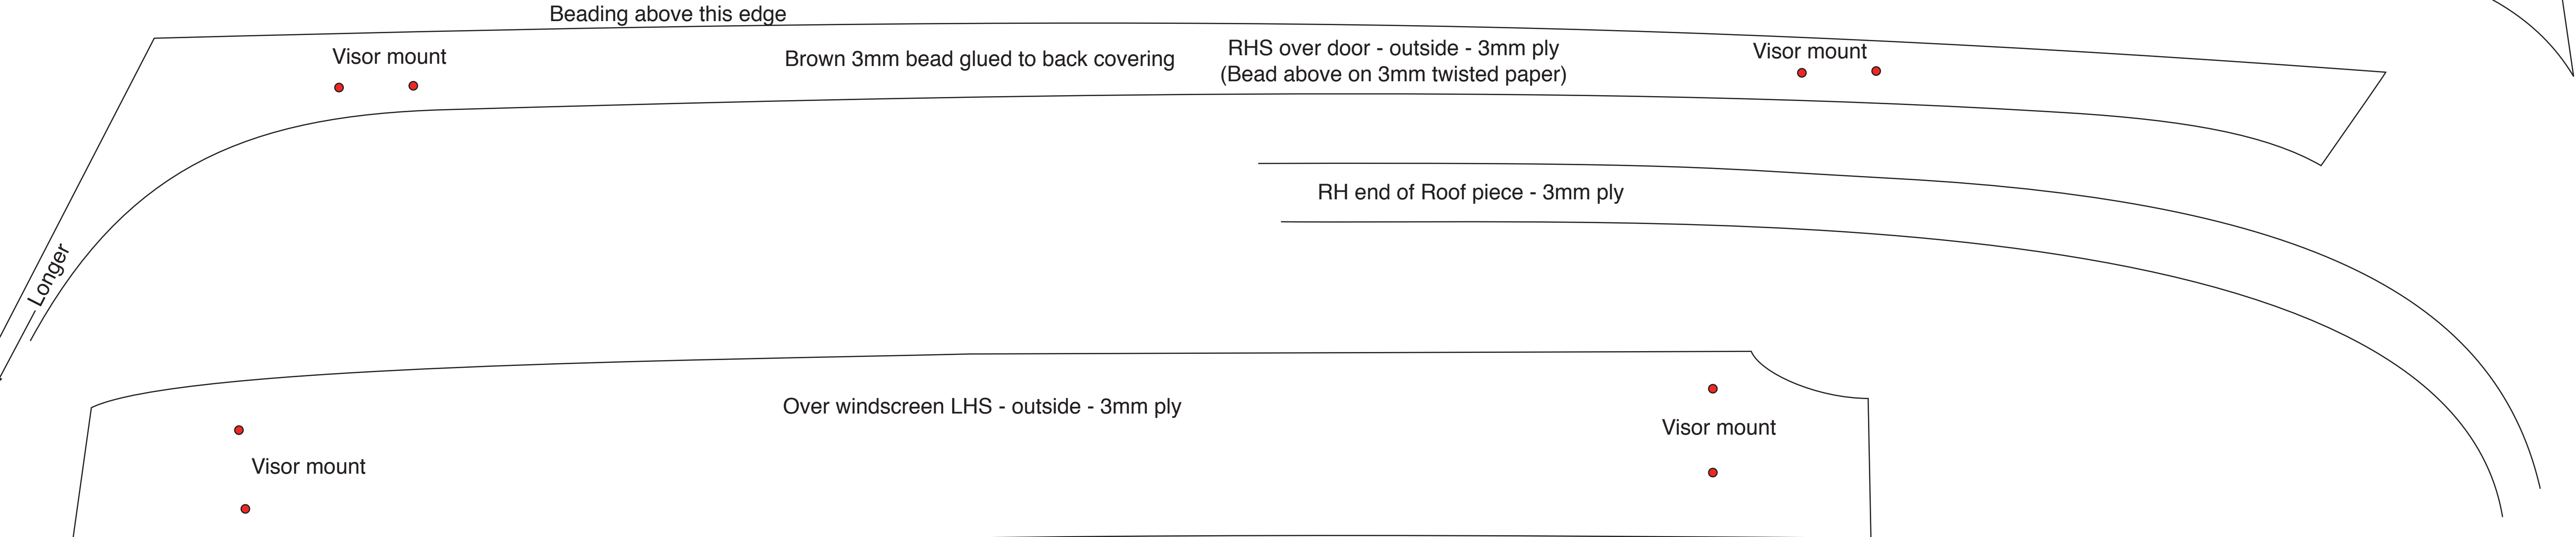 Beading above this edge
Visor mount
Brown 3mm bead glued to back covering
RHS over door - outside - 3mm ply
(Bead above on 3mm twisted paper)
Visor mount
RH end of Roof piece - 3mm ply
Longer
Over windscreen LHS - outside - 3mm ply
Visor mount
Visor mount